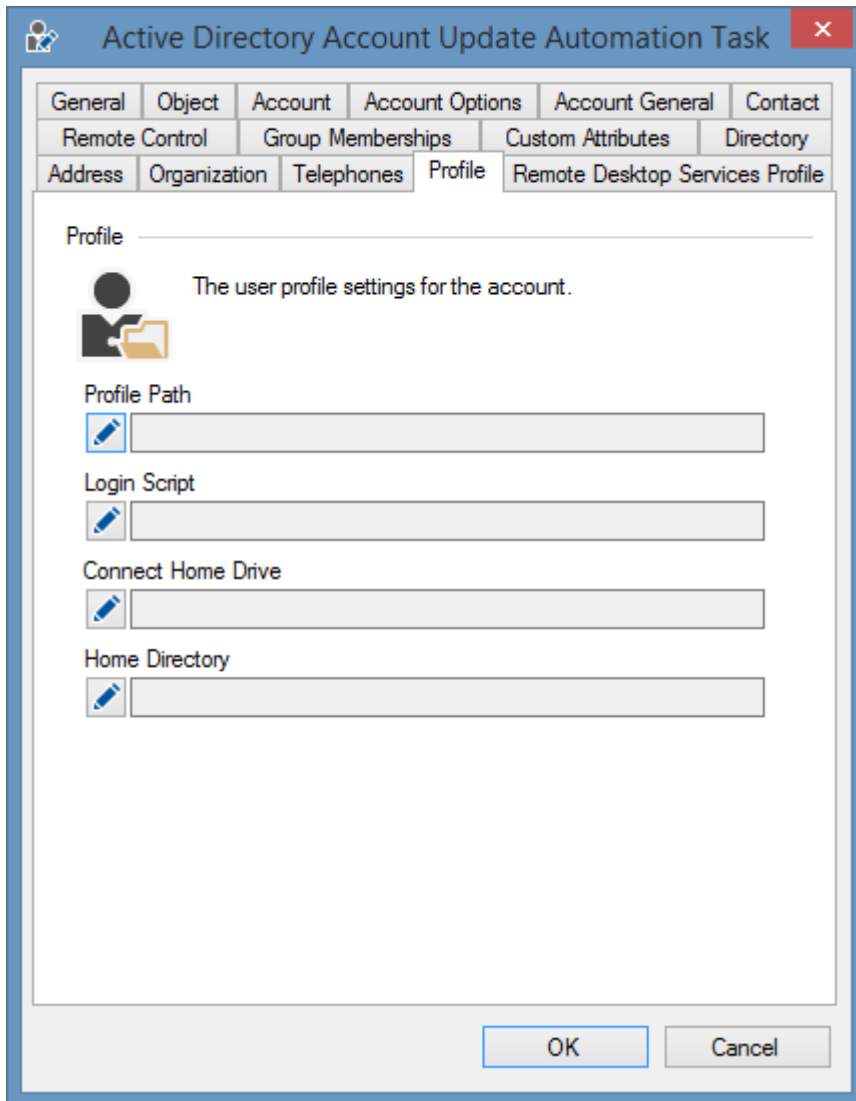 Active Directory Account Update Automation Task
General Object Account Account Options Account General Contact
Remote Control Group Memberships Custom Attributes Directory
Address Organization Telephones Profile Remote Desktop Services Profile
Profile
The user profile settings for the account.
Profile Path
Login Script
Connect Home Drive
Home Directory
OK Cancel